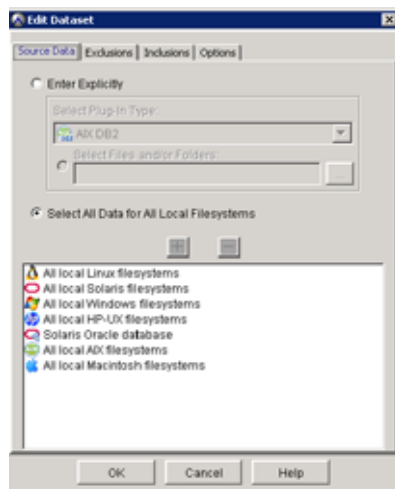 Edit Dataset
Source Data Exclusions Inclusions Options
Enter Explicitly
Select Plug-In Type:
AIX DB2
Select Files and/or Folders:
...
Select All Data for All Local Filesystems
All local Linux filesystems
All local Solaris filesystems
All local Windows filesystems
All local HP-UX filesystems
Solaris Oracle database
All local AIX filesystems
All local Macintosh filesystems
OK Cancel Help